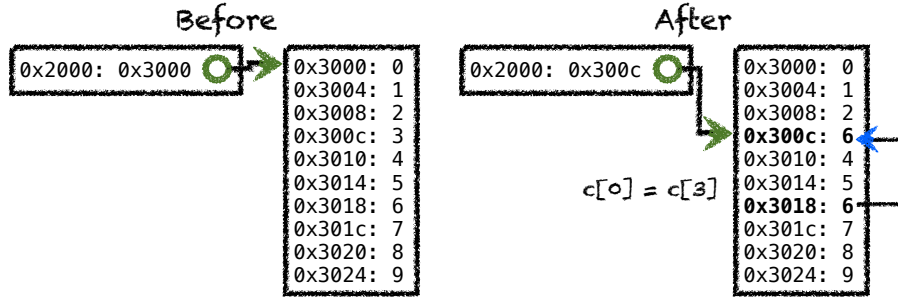 Before
0x2000: 0x3000
0x3000: 0
0x3004: 1
0x3008: 2
0x300c: 3
0x3010: 4
0x3014: 5
0x3018: 6
0x301c: 7
0x3020: 8
0x3024: 9
After
0x2000: 0x300c
c[0] = c[3]
0x3000: 0
0x3004: 1
0x3008: 2
0x300c: 6
0x3010: 4
0x3014: 5
0x3018: 6
0x301c: 7
0x3020: 8
0x3024: 9